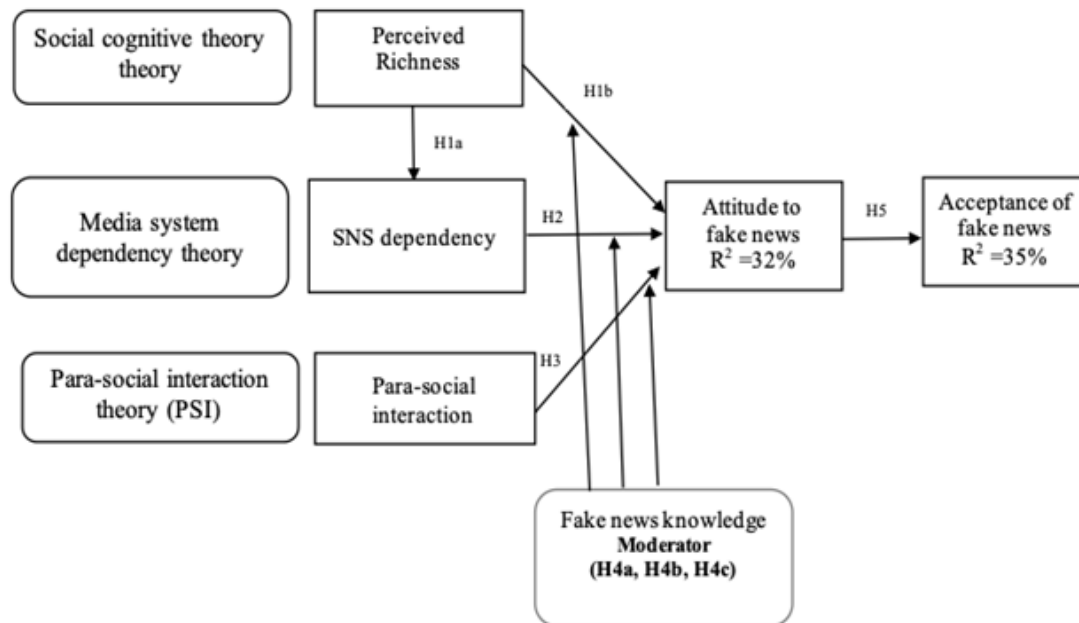 Social cognitive theory
theory
Perceived
Richness
H1b
H1a
Media system
dependency theory
SNS dependency
H2
Attitude to
fake news
R² =32%
H5
Acceptance of
fake news
R² =35%
Para-social interaction
theory (PSI)
Para-social
interaction
H3
Fake news knowledge
Moderator
(H4a, H4b, H4c)